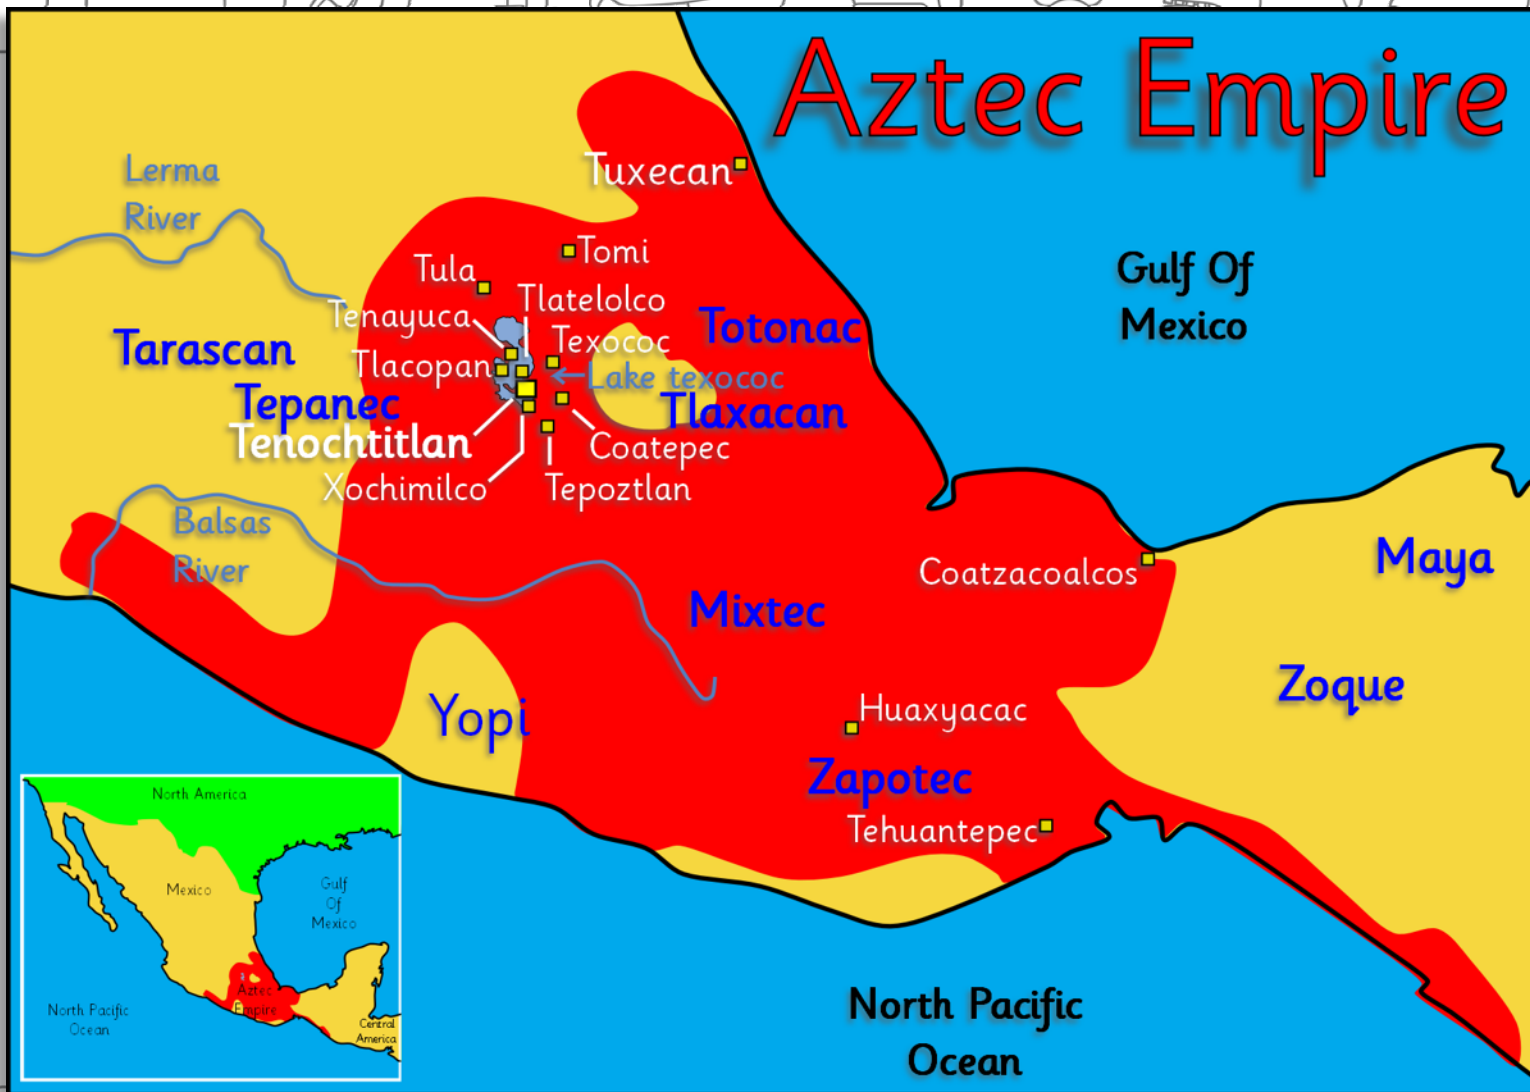 Aztec Empire
Lerma
River
Tuxecan
Tomi
Tula
Tlatelolco
Tenayuca
Texococ
Totonac
Tarascan
Tlacopan
Lake texococ
Tepanec
Tlaxacan
Tenochtitlan
Coatepec
Xochimilco
Tepoztlan
Gulf Of
Mexico
Balsas
River
Coatzacoalcos
Maya
Mixtec
Zoque
Yopi
Huaxyacac
Zapotec
Tehuantepec
North Pacific
Ocean
North America
Mexico
Gulf
Of
Mexico
Aztec
Empire
North Pacific
Ocean
Central
America